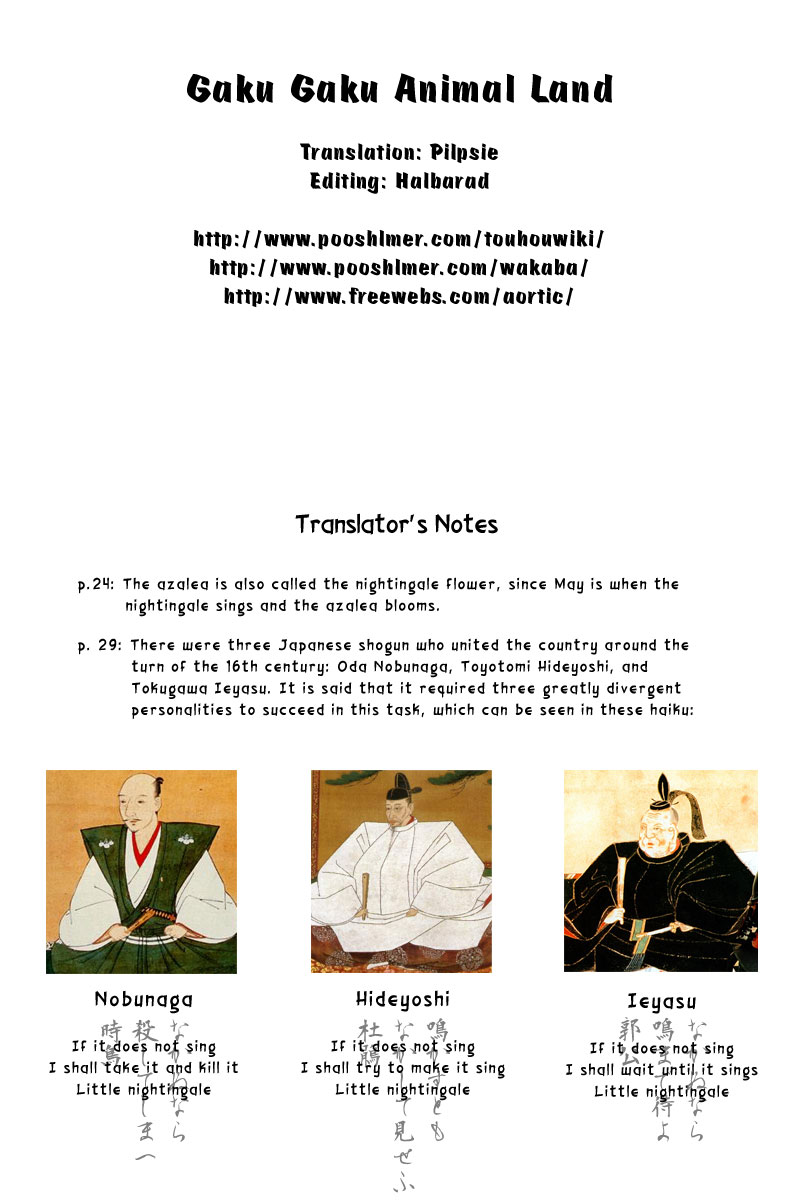 Gaku Gaku Animal Land
Translation: Pilpsie
Editing: Halbarad
http://www.pooshlmer.com/touhouwiki/
http://www.pooshlmer.com/wakaba/
http://www.freewebs.com/aortic/
Translator's Notes
p.24: The azalea is also called the nightingale flower, since May is when the
nightingale sings and the azalea blooms.
p. 29: There were three Japanese shogun who united the country around the
turn of the 16th century: Oda Nobunaga, Toyotomi Hideyoshi, and
Tokugawa Ieyasu. It is said that it required three greatly divergent
personalities to succeed in this task, which can be seen in these haiku:
Nobunaga
If it does not sing
I shall take it and kill it
Little nightingale
なかぬなら
殺してしまへ
時鳥
Hideyoshi
If it does not sing
I shall try to make it sing
Little nightingale
鳴かずとも
なかして見せふ
杜鵑
Ieyasu
If it does not sing
I shall wait until it sings
Little nightingale
なかぬなら
鳴まで待よ
郭公